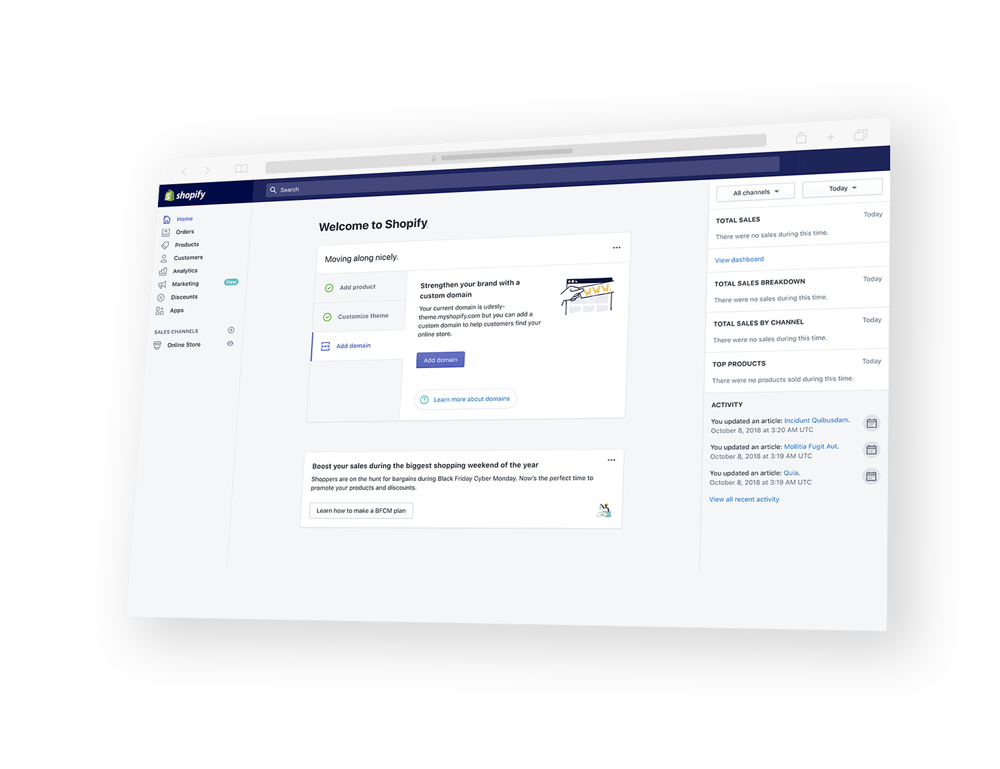 shopify
Search
Home
Orders
Products
Customers
Analytics
Marketing New
Discounts
Apps
SALES CHANNELS
Online Store
Welcome to Shopify
Moving along nicely.
Add product
Customize theme
Add domain
Strengthen your brand with a
custom domain
Your current domain is udesly-
theme.myshopify.com but you can add a
custom domain to help customers find your
online store.
Add domain
Learn more about domains
WWW
Boost your sales during the biggest shopping weekend of the year
Shoppers are on the hunt for bargains during Black Friday Cyber Monday. Now's the perfect time to
promote your products and discounts.
Learn how to make a BFCM plan
All channels
Today
TOTAL SALES Today
There were no sales during this time.
View dashboard
TOTAL SALES BREAKDOWN Today
There were no sales during this time.
TOTAL SALES BY CHANNEL Today
There were no sales during this time.
TOP PRODUCTS Today
There were no products sold during this time.
ACTIVITY
You updated an article: Incidunt Quibusdam.
October 8, 2018 at 3:20 AM UTC
You updated an article: Mollitia Fugit Aut.
October 8, 2018 at 3:19 AM UTC
You updated an article: Quia.
October 8, 2018 at 3:19 AM UTC
View all recent activity